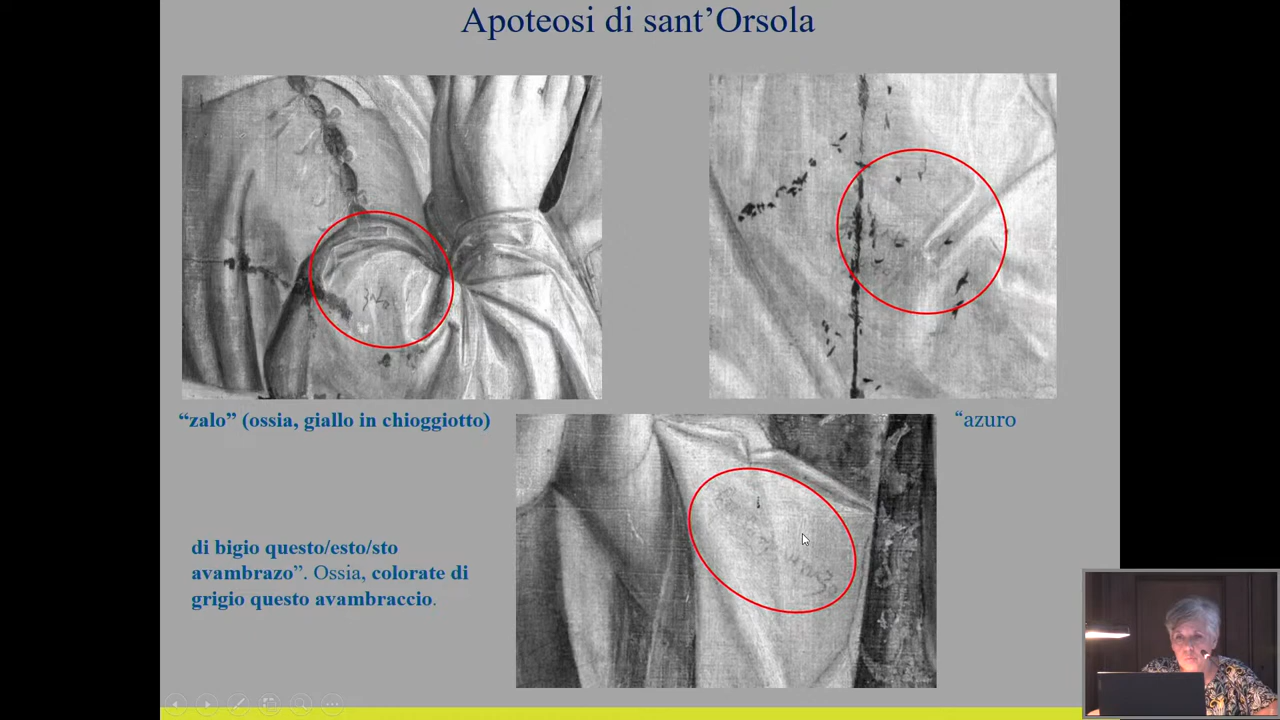 Apoteosi di sant’Orsola
“zalo” (ossia, giallo in chioggiotto)
“azuro
di bigio questo/esto/sto
avambrazo”. Ossia, colorate di
grigio questo avambraccio.